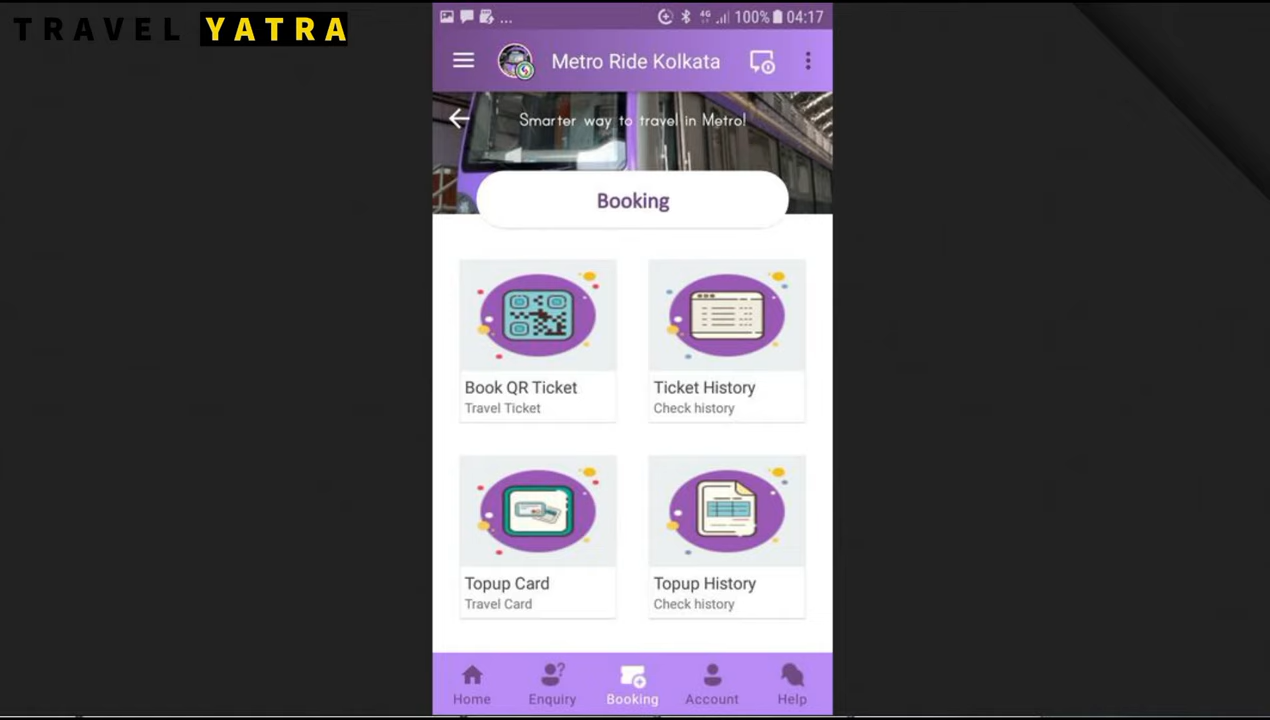 TRAVEL YATRA
... 4G 100% 04:17
Metro Ride Kolkata
Smarter way to travel in Metro!
Booking
Book QR Ticket
Travel Ticket
Ticket History
Check history
Topup Card
Travel Card
Topup History
Check history
Home Enquiry Booking Account Help